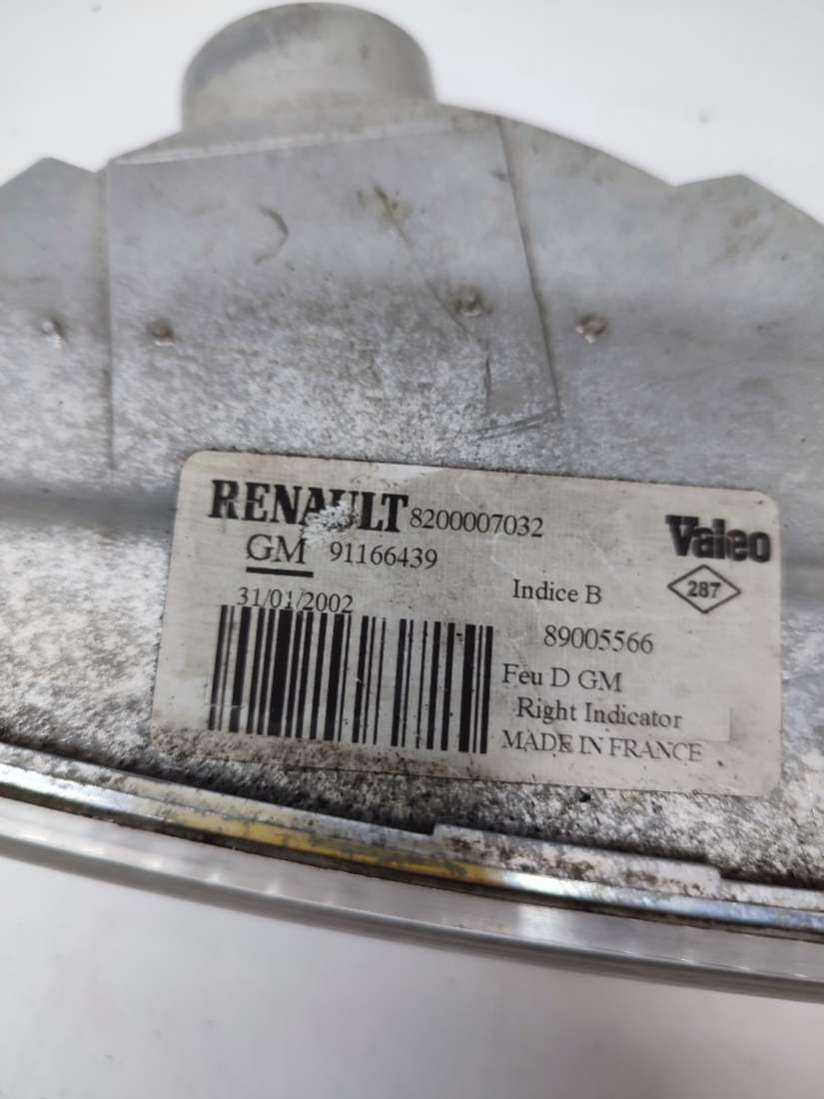 RENAULT 8200007032
GM 91166439
Valeo
287
31/01/2002
Indice B
89005566
Feu D GM
Right Indicator
MADE IN FRANCE